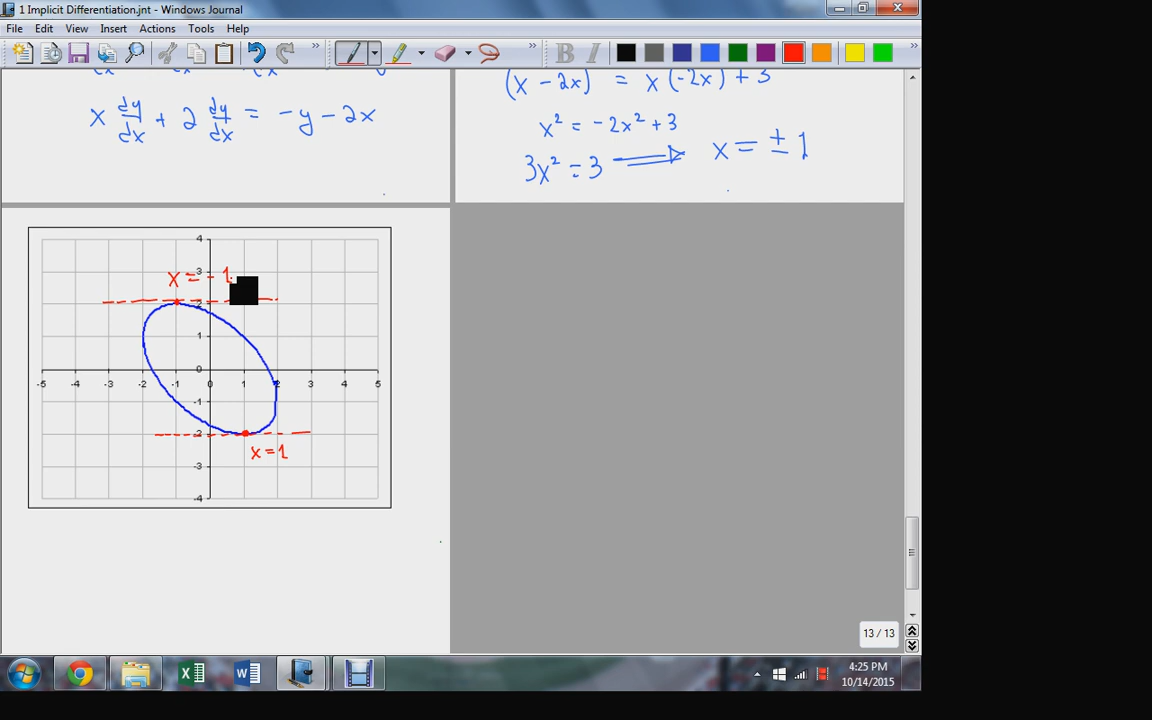 1 Implicit Differentiation.jnt - Windows Journal
File Edit View Insert Actions Tools Help
B I
x dy/dx + 2 dy/dx = -y - 2x
(x - 2x) = x(-2x) + 3
x² = -2x² + 3
3x² = 3 ⟹ x = ± 1
4
x = - 1
3
2
1
0
-5 -4 -3 -2 -1 0 1 2 3 4 5
-1
-2
x = 1
-3
-4
13 / 13
4:25 PM
10/14/2015